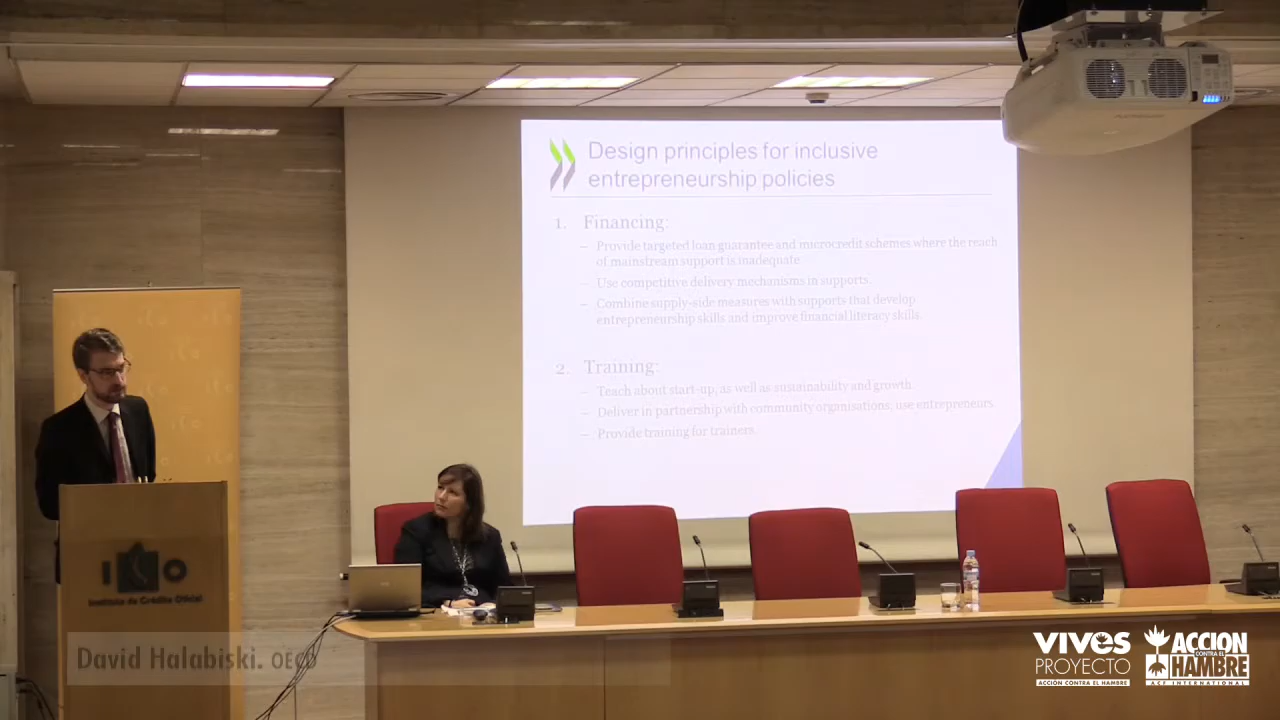 Design principles for inclusive
entrepreneurship policies
1. Financing:
– Provide targeted loan guarantee and microcredit schemes where the reach
of mainstream support is inadequate
– Use competitive delivery mechanisms in supports.
– Combine supply-side measures with supports that develop
entrepreneurship skills and improve financial literacy skills.
2. Training:
– Teach about start-up, as well as sustainability and growth.
– Deliver in partnership with community organisations; use entrepreneurs.
– Provide training for trainers.
ICO
Instituto de Crédito Oficial
David Halabiski. OECD
VIVES
PROYECTO
ACCIÓN CONTRA EL HAMBRE
ACCION
CONTRA EL
HAMBRE
ACF INTERNATIONAL